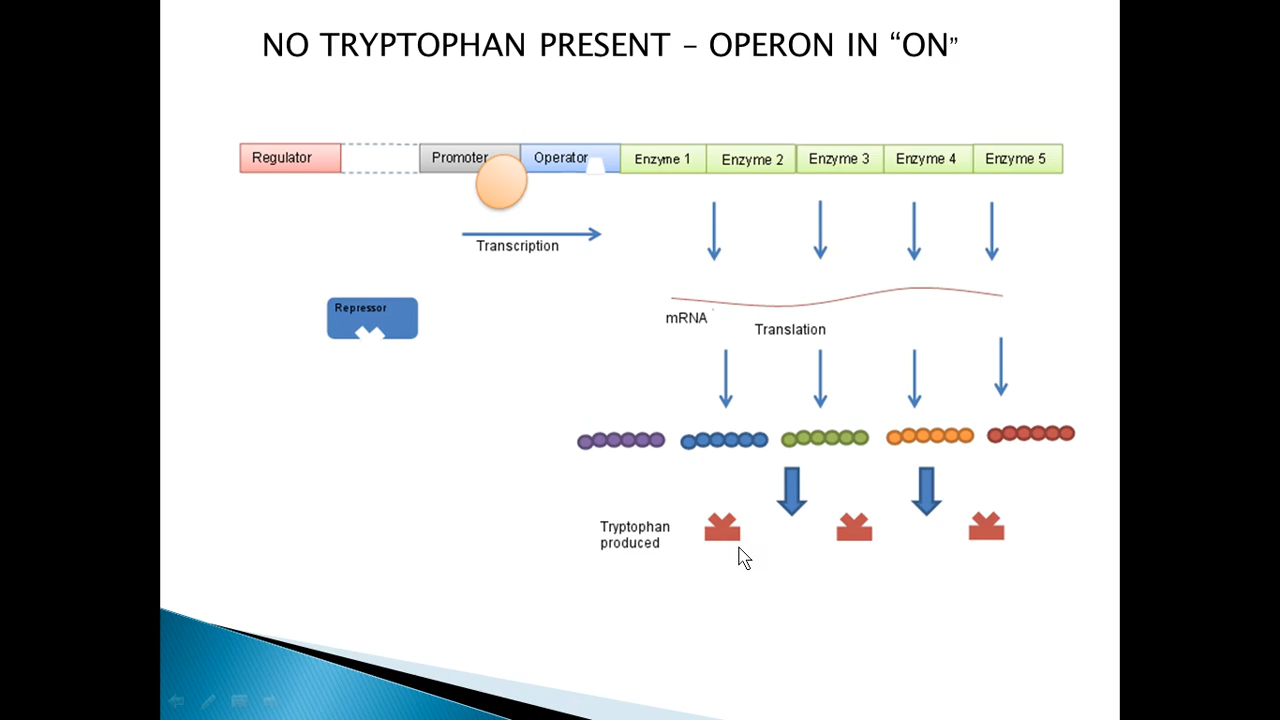 NO TRYPTOPHAN PRESENT – OPERON IN “ON”
Regulator
Promoter
Operator
Enzyme 1
Enzyme 2
Enzyme 3
Enzyme 4
Enzyme 5
Transcription
Repressor
mRNA
Translation
Tryptophan
produced